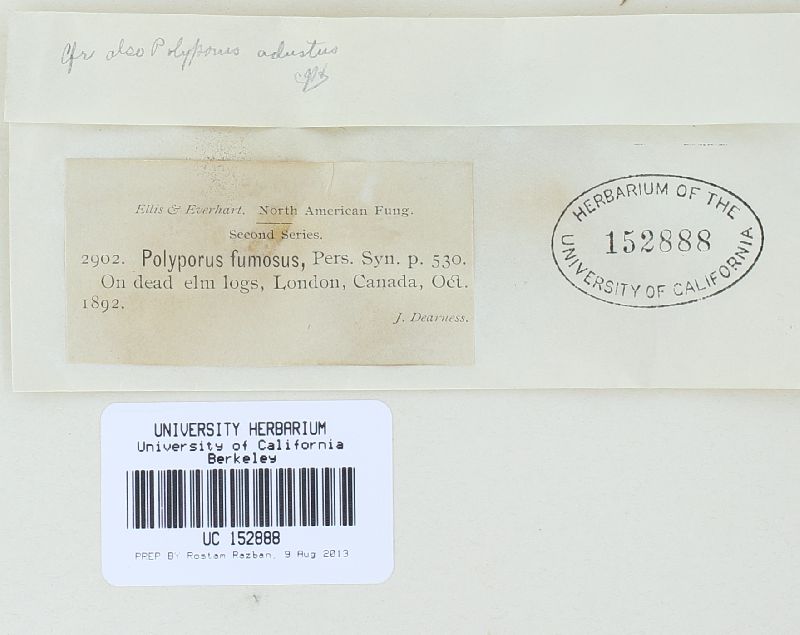 Cfr also Polyporus adustus
Ellis & Everhart, North American Fung.
Second Series.
2902. Polyporus fumosus, Pers. Syn. p. 530.
On dead elm logs, London, Canada, Oct.
1892.
J. Dearness.
HERBARIUM OF THE
152888
UNIVERSITY OF CALIFORNIA
UNIVERSITY HERBARIUM
University of California
Berkeley
UC 152888
PREP BY Rostam Razban, 9 Aug 2013